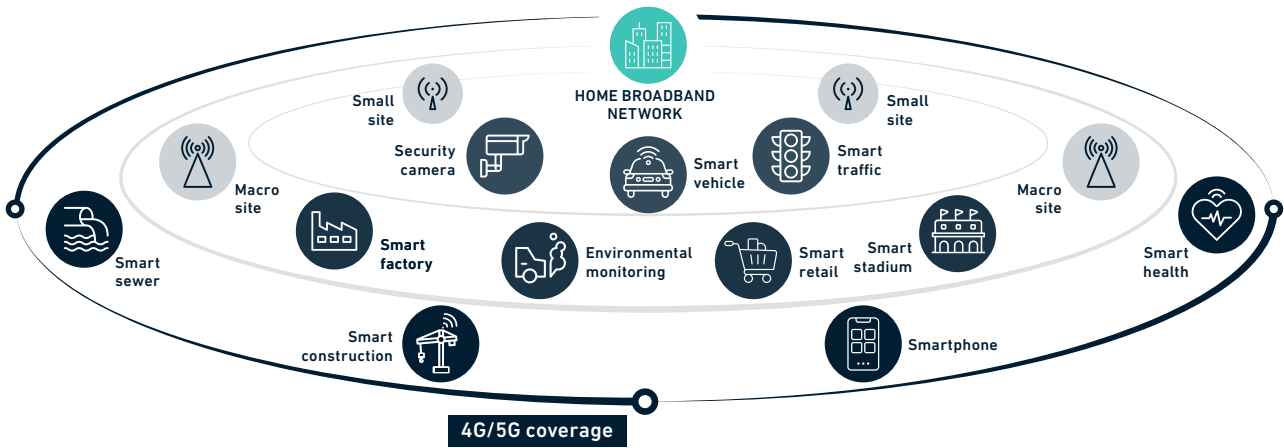 HOME BROADBAND
NETWORK
Small
site
Small
site
Security
camera
Smart
vehicle
Smart
traffic
Macro
site
Macro
site
Smart
factory
Environmental
monitoring
Smart
retail
Smart
stadium
Smart
sewer
Smart
health
Smart
construction
Smartphone
4G/5G coverage